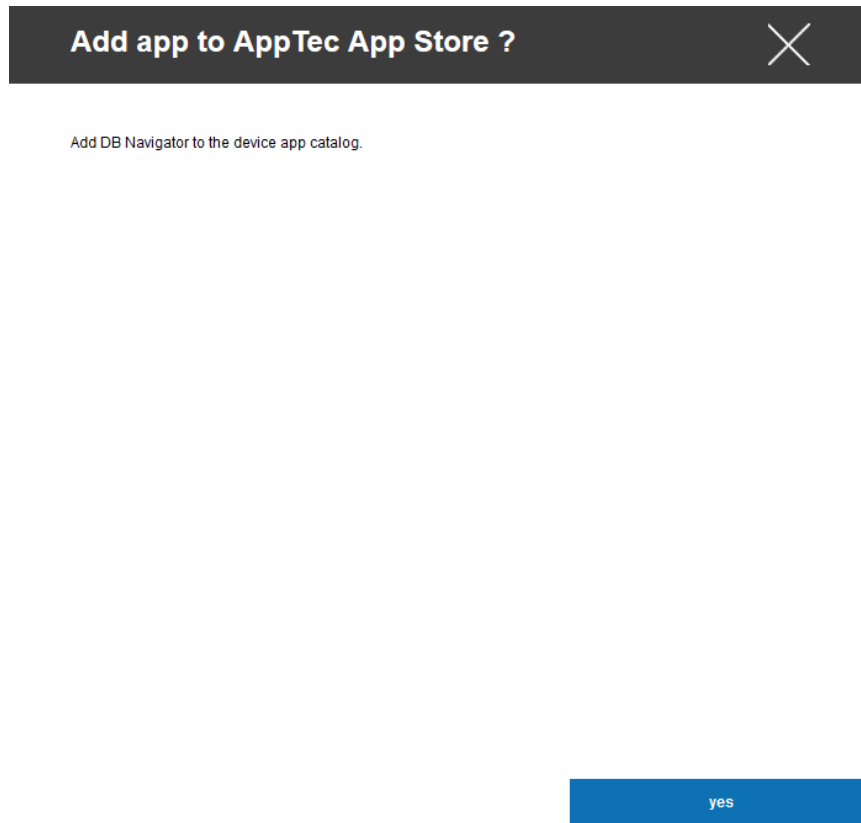 Add app to AppTec App Store ?
Add DB Navigator to the device app catalog.
yes